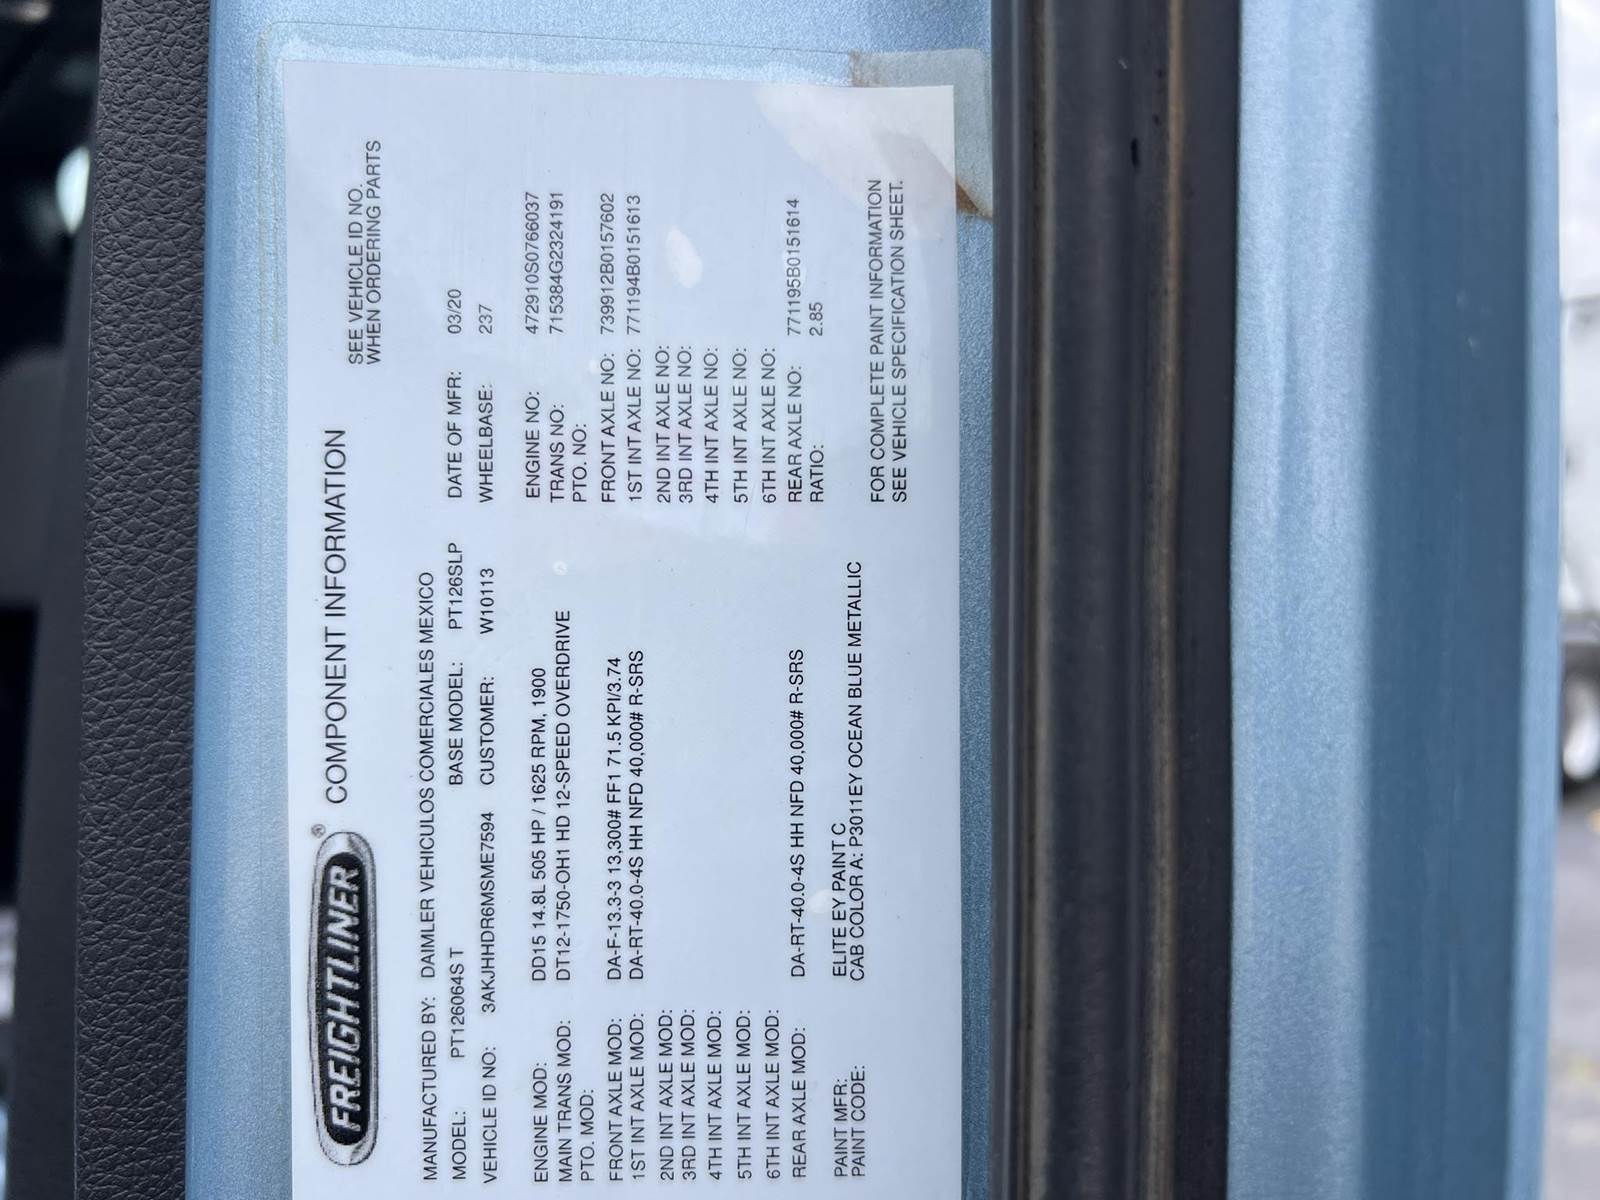 FREIGHTLINER® COMPONENT INFORMATION
SEE VEHICLE ID NO.
WHEN ORDERING PARTS
MANUFACTURED BY: DAIMLER VEHICULOS COMERCIALES MEXICO
MODEL: PT126064S T BASE MODEL: PT126SLP DATE OF MFR: 03/20
VEHICLE ID NO: 3AKJHHDR6MSME7594 CUSTOMER: W10113 WHEELBASE: 237
ENGINE MOD: DD15 14.8L 505 HP / 1625 RPM, 1900 ENGINE NO: 472910S0766037
MAIN TRANS MOD: DT12-1750-OH1 HD 12-SPEED OVERDRIVE TRANS NO: 715384G2324191
PTO. MOD: PTO. NO:
FRONT AXLE MOD: DA-F-13.3-3 13,300# FF1 71.5 KPI/3.74 FRONT AXLE NO: 739912B0157602
1ST INT AXLE MOD: DA-RT-40.0-4S HH NFD 40,000# R-SRS 1ST INT AXLE NO: 771194B0151613
2ND INT AXLE MOD: 2ND INT AXLE NO:
3RD INT AXLE MOD: 3RD INT AXLE NO:
4TH INT AXLE MOD: 4TH INT AXLE NO:
5TH INT AXLE MOD: 5TH INT AXLE NO:
6TH INT AXLE MOD: 6TH INT AXLE NO:
REAR AXLE MOD: DA-RT-40.0-4S HH NFD 40,000# R-SRS REAR AXLE NO: 771195B0151614
RATIO: 2.85
PAINT MFR: ELITE EY PAINT C
PAINT CODE: CAB COLOR A: P3011EY OCEAN BLUE METALLIC
FOR COMPLETE PAINT INFORMATION
SEE VEHICLE SPECIFICATION SHEET.